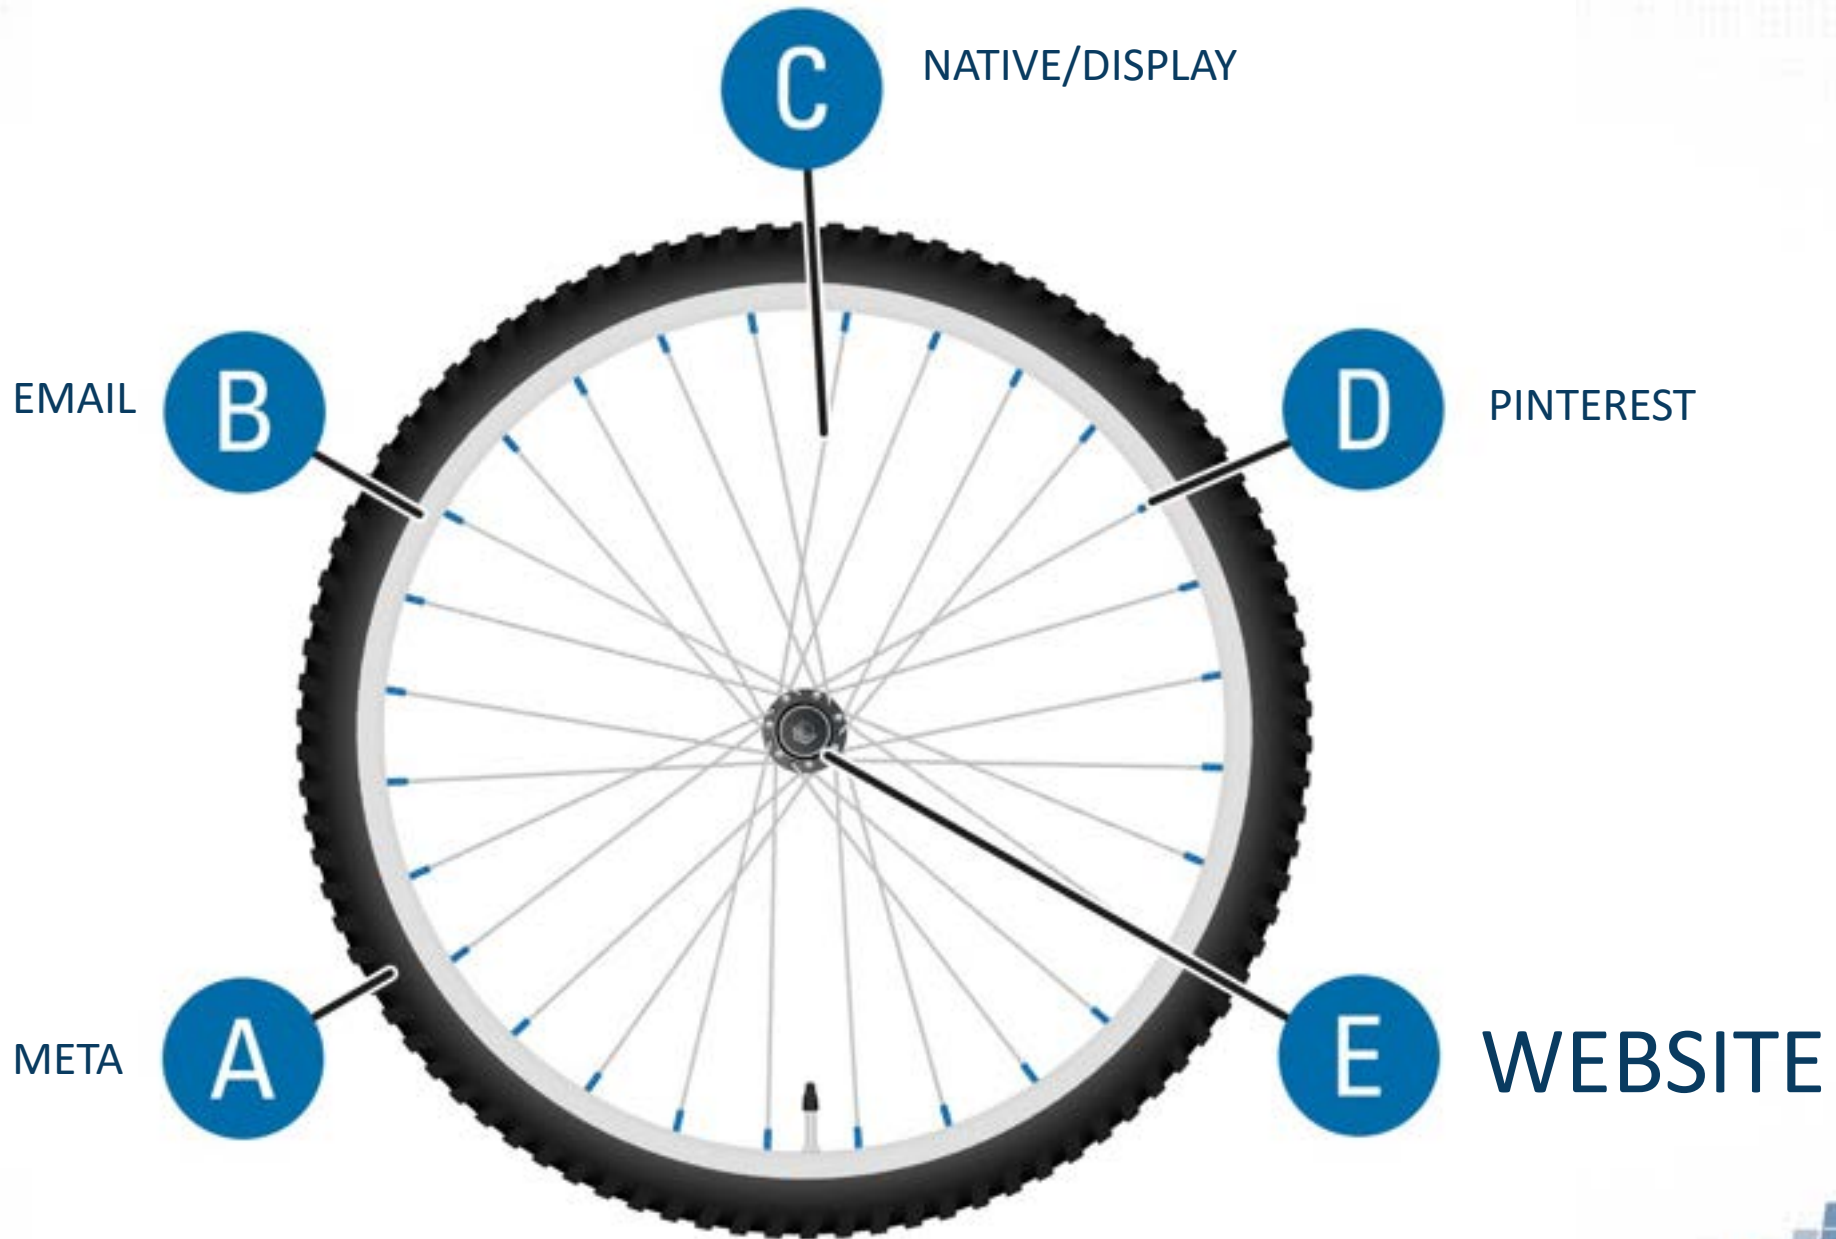 C
NATIVE/DISPLAY
EMAIL
B
D
PINTEREST
META
A
E
WEBSITE